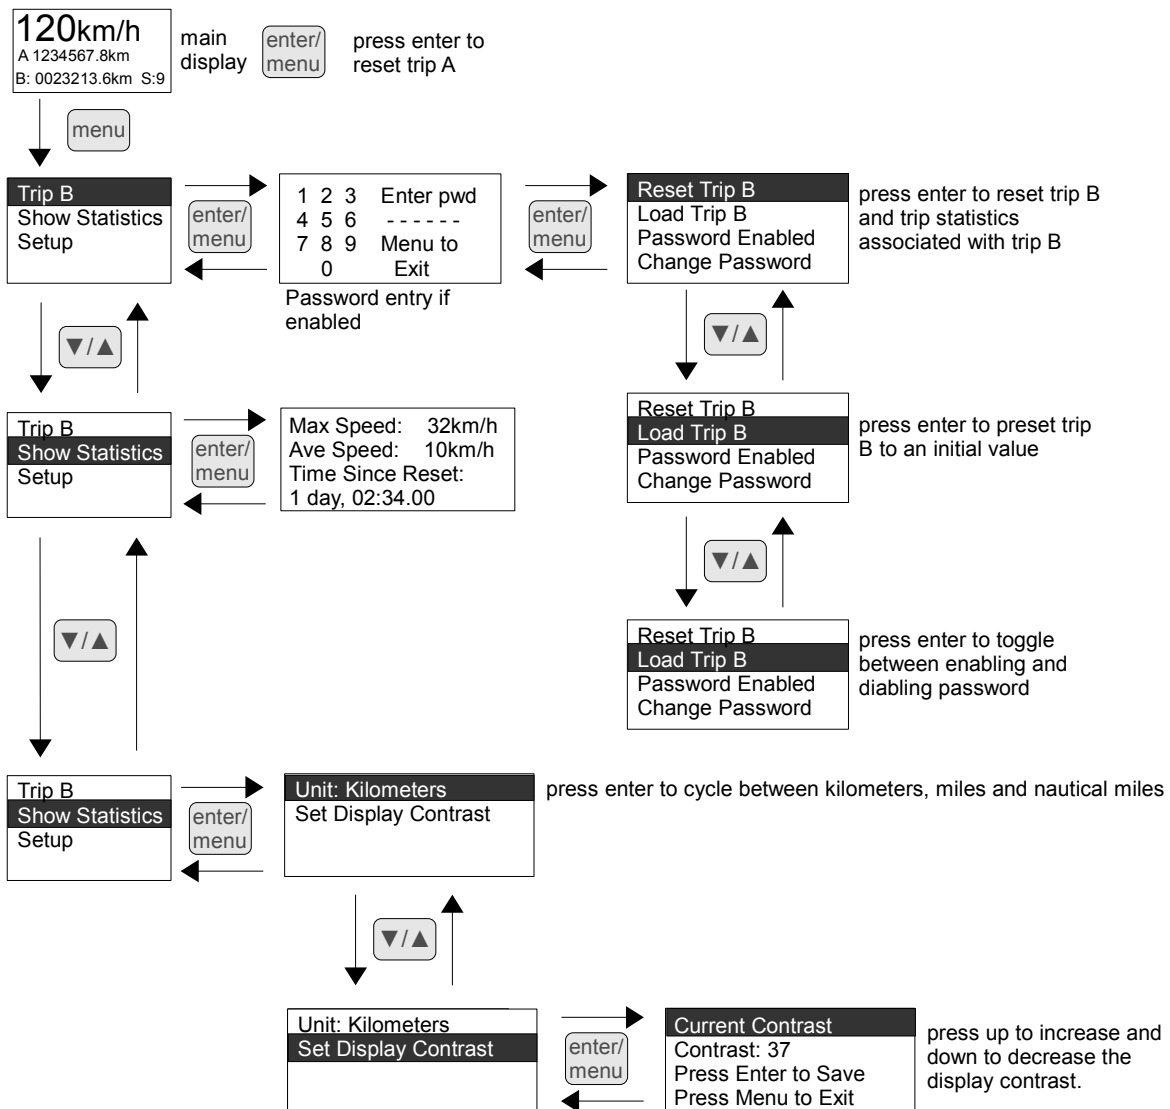 120km/h
A 1234567.8km
B: 0023213.6km S:9
main
display
enter/
menu
press enter to
reset trip A
menu
Trip B
Show Statistics
Setup
enter/
menu
1 2 3 Enter pwd
4 5 6 - - - - - -
7 8 9 Menu to
0 Exit
Password entry if
enabled
enter/
menu
Reset Trip B
Load Trip B
Password Enabled
Change Password
press enter to reset trip B
and trip statistics
associated with trip B
▼/▲
▼/▲
Trip B
Show Statistics
Setup
enter/
menu
Max Speed: 32km/h
Ave Speed: 10km/h
Time Since Reset:
1 day, 02:34.00
Reset Trip B
Load Trip B
Password Enabled
Change Password
press enter to preset trip
B to an initial value
▼/▲
▼/▲
Reset Trip B
Load Trip B
Password Enabled
Change Password
press enter to toggle
between enabling and
diabling password
Trip B
Show Statistics
Setup
enter/
menu
Unit: Kilometers
Set Display Contrast
press enter to cycle between kilometers, miles and nautical miles
▼/▲
Unit: Kilometers
Set Display Contrast
enter/
menu
Current Contrast
Contrast: 37
Press Enter to Save
Press Menu to Exit
press up to increase and
down to decrease the
display contrast.